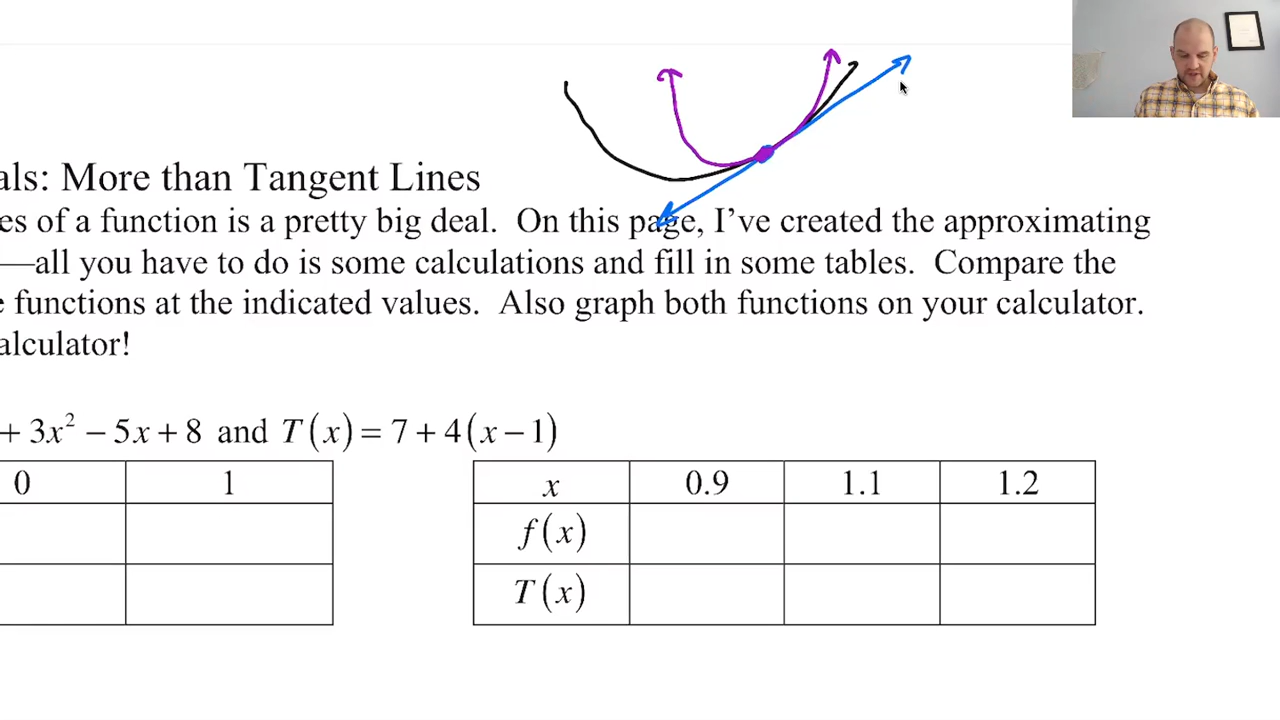 als: More than Tangent Lines
es of a function is a pretty big deal. On this page, I've created the approximating
—all you have to do is some calculations and fill in some tables. Compare the
e functions at the indicated values. Also graph both functions on your calculator.
alculator!
+ 3x² − 5x + 8 and T(x) = 7 + 4(x − 1)
0 1
x 0.9 1.1 1.2
f(x)
T(x)